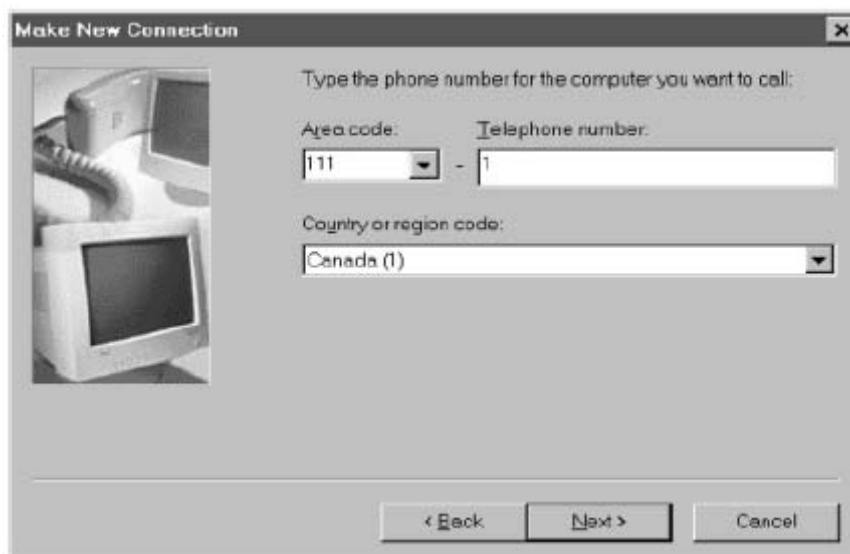 Make New Connection
Type the phone number for the computer you want to call:
Area code: Telephone number:
111 - 1
Country or region code:
Canada (1)
< Back Next > Cancel